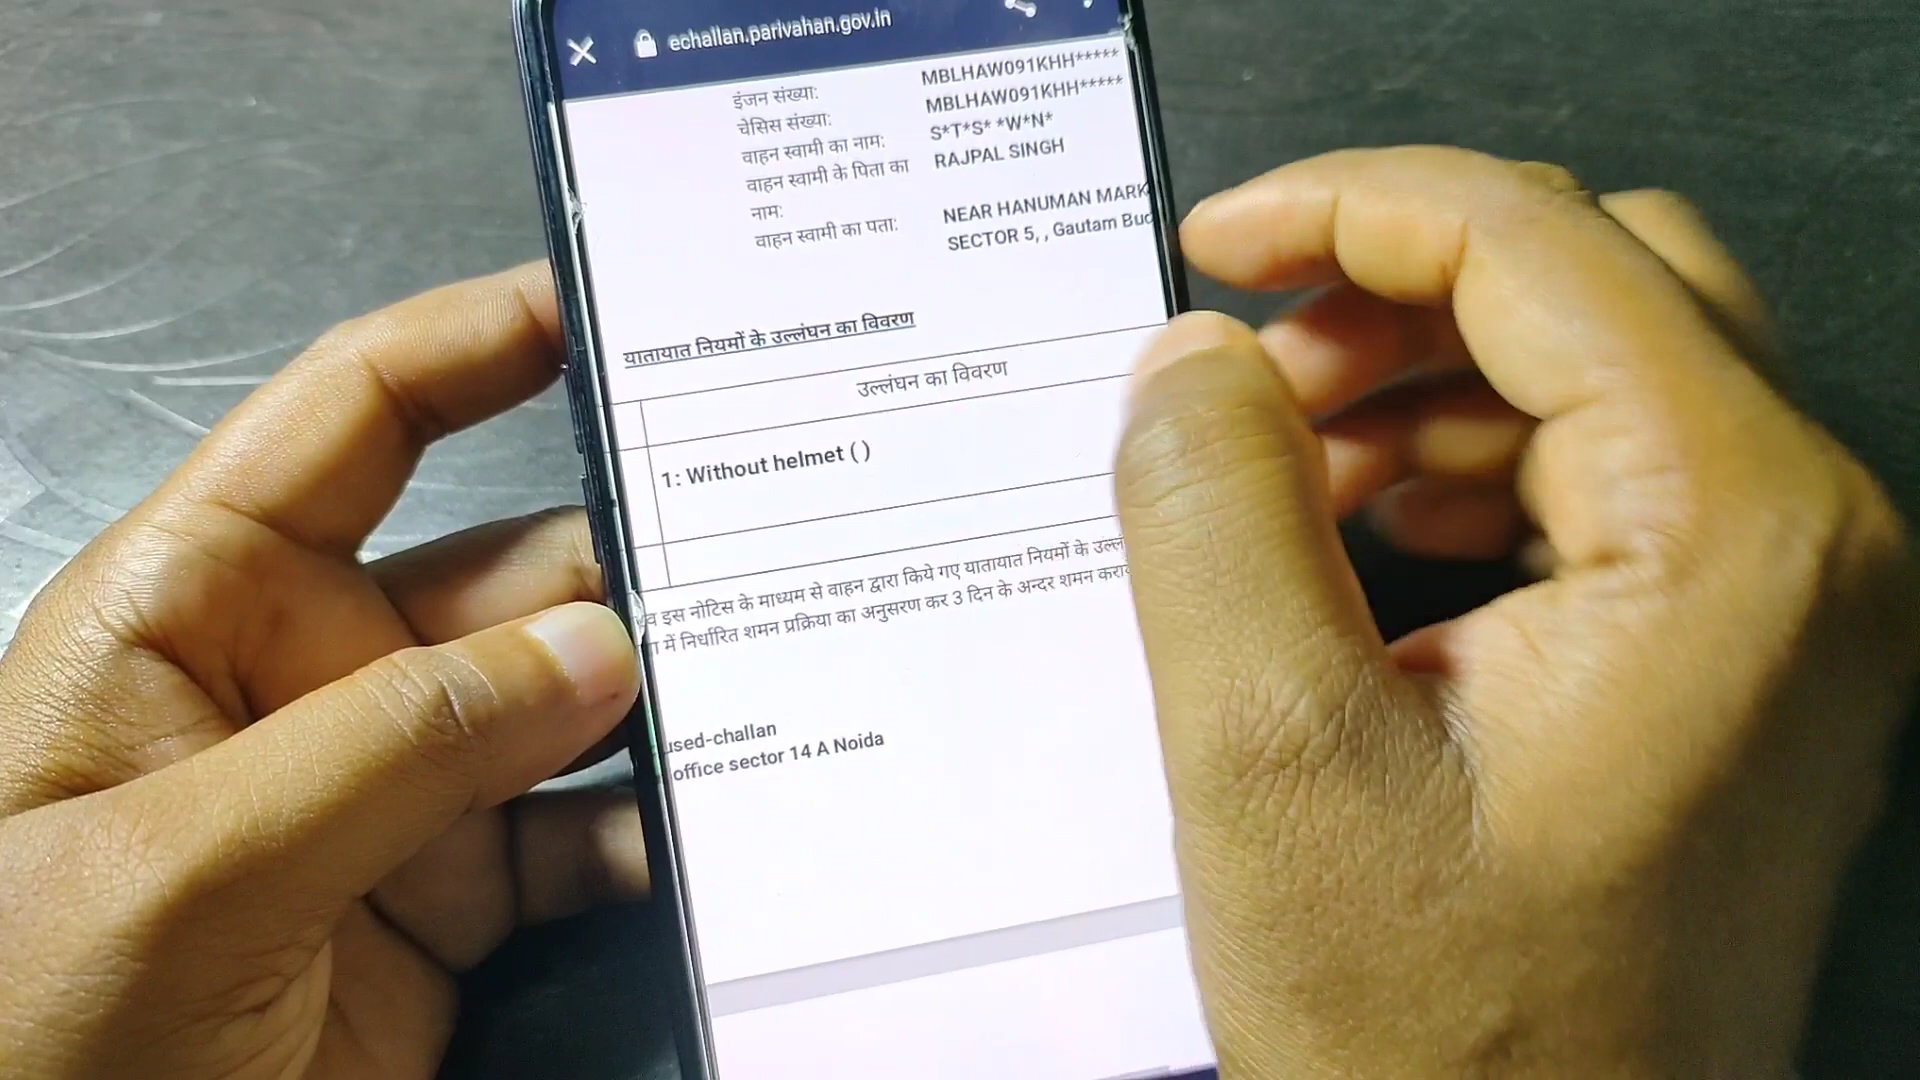 echallan.parivahan.gov.in
इंजन संख्या: MBLHAW091KHH*****
चेसिस संख्या: MBLHAW091KHH*****
वाहन स्वामी का नाम: S*T*S* *W*N*
वाहन स्वामी के पिता का RAJPAL SINGH
नाम:
वाहन स्वामी का पता: NEAR HANUMAN MARK
SECTOR 5, , Gautam Bud
यातायात नियमों के उल्लंघन का विवरण
उल्लंघन का विवरण
1: Without helmet ( )
इस नोटिस के माध्यम से वाहन द्वारा किये गए यातायात नियमों के
में निर्धारित शमन प्रक्रिया का अनुसरण कर 3 दिन के अन्दर शमन
used-challan
office sector 14 A Noida